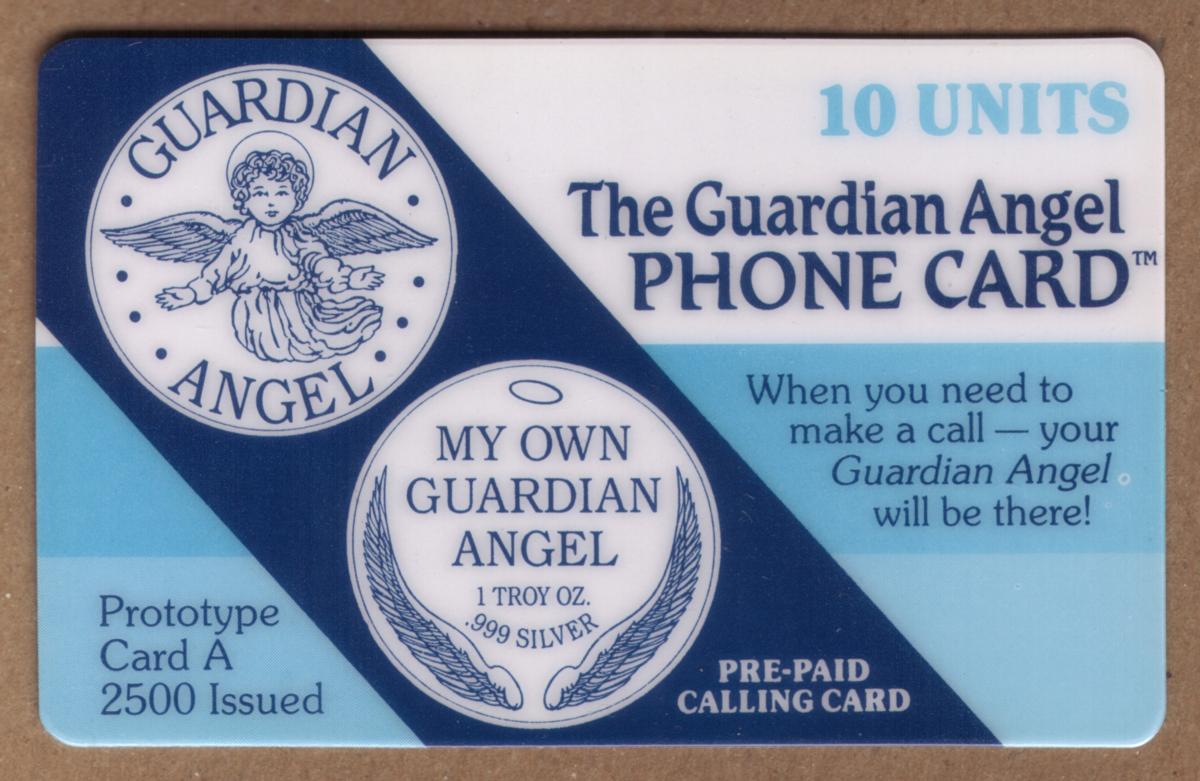 GUARDIAN
ANGEL
10 UNITS
The Guardian Angel
PHONE CARD™
When you need to
make a call — your
Guardian Angel
will be there!
MY OWN
GUARDIAN
ANGEL
1 TROY OZ.
.999 SILVER
Prototype
Card A
2500 Issued
PRE-PAID
CALLING CARD